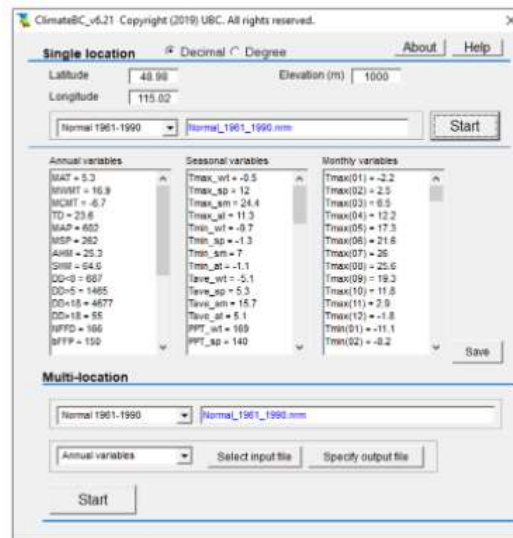 ClimateBC_v6.21 Copyright (2019) UBC. All rights reserved.
Single location
Decimal Degree
About Help
Latitude 48.98 Elevation (m) 1000
Longitude 115.02
Normal 1961-1990 Normal_1961_1990.nrm Start
Annual variables Seasonal variables Monthly variables
MAT = 5.3 Tmax_wt = -0.5 Tmax(01) = -2.2
MWMT = 16.9 Tmax_sp = 12 Tmax(02) = 2.5
MCMT = -6.7 Tmax_sm = 24.4 Tmax(03) = 6.5
TD = 23.6 Tmax_at = 11.3 Tmax(04) = 12.2
MAP = 602 Tmin_wt = -9.7 Tmax(05) = 17.3
MSP = 262 Tmin_sp = -1.3 Tmax(06) = 21.6
AHM = 25.3 Tmin_sm = 7 Tmax(07) = 26
SHM = 64.6 Tmin_at = -1.1 Tmax(08) = 25.6
DD<0 = 687 Tave_wt = -5.1 Tmax(09) = 19.3
DD>5 = 1465 Tave_sp = 5.3 Tmax(10) = 11.8
DD<18 = 4677 Tave_sm = 15.7 Tmax(11) = 2.9
DD>18 = 55 Tave_at = 5.1 Tmax(12) = -1.8
NFFD = 166 PPT_wt = 169 Tmin(01) = -11.1
bFFP = 150 PPT_sp = 140 Tmin(02) = -8.2
Save
Multi-location
Normal 1961-1990 Normal_1961_1990.nrm
Annual variables Select input file Specify output file
Start